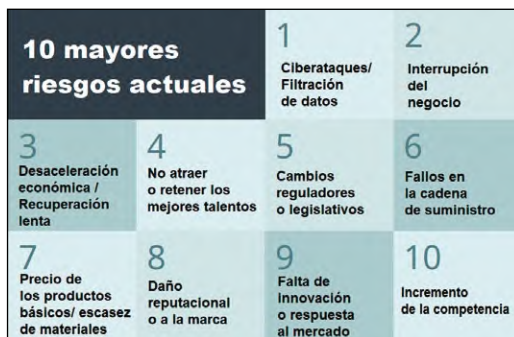 10 mayores
riesgos actuales
1
Ciberataques/
Filtración
de datos
2
Interrupción
del
negocio
3
Desaceleración
económica /
Recuperación
lenta
4
No atraer
o retener los
mejores talentos
5
Cambios
reguladores
o legislativos
6
Fallos en
la cadena
de suministro
7
Precio de
los productos
básicos/ escasez
de materiales
8
Daño
reputacional
o a la marca
9
Falta de
innovación
o respuesta
al mercado
10
Incremento
de la competencia